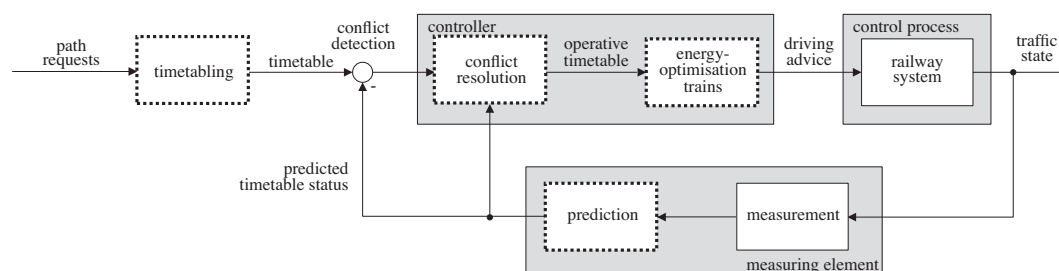 path
requests
timetabling
timetable
conflict
detection
-
controller
conflict
resolution
operative
timetable
energy-
optimisation
trains
driving
advice
control process
railway
system
traffic
state
predicted
timetable status
prediction
measurement
measuring element